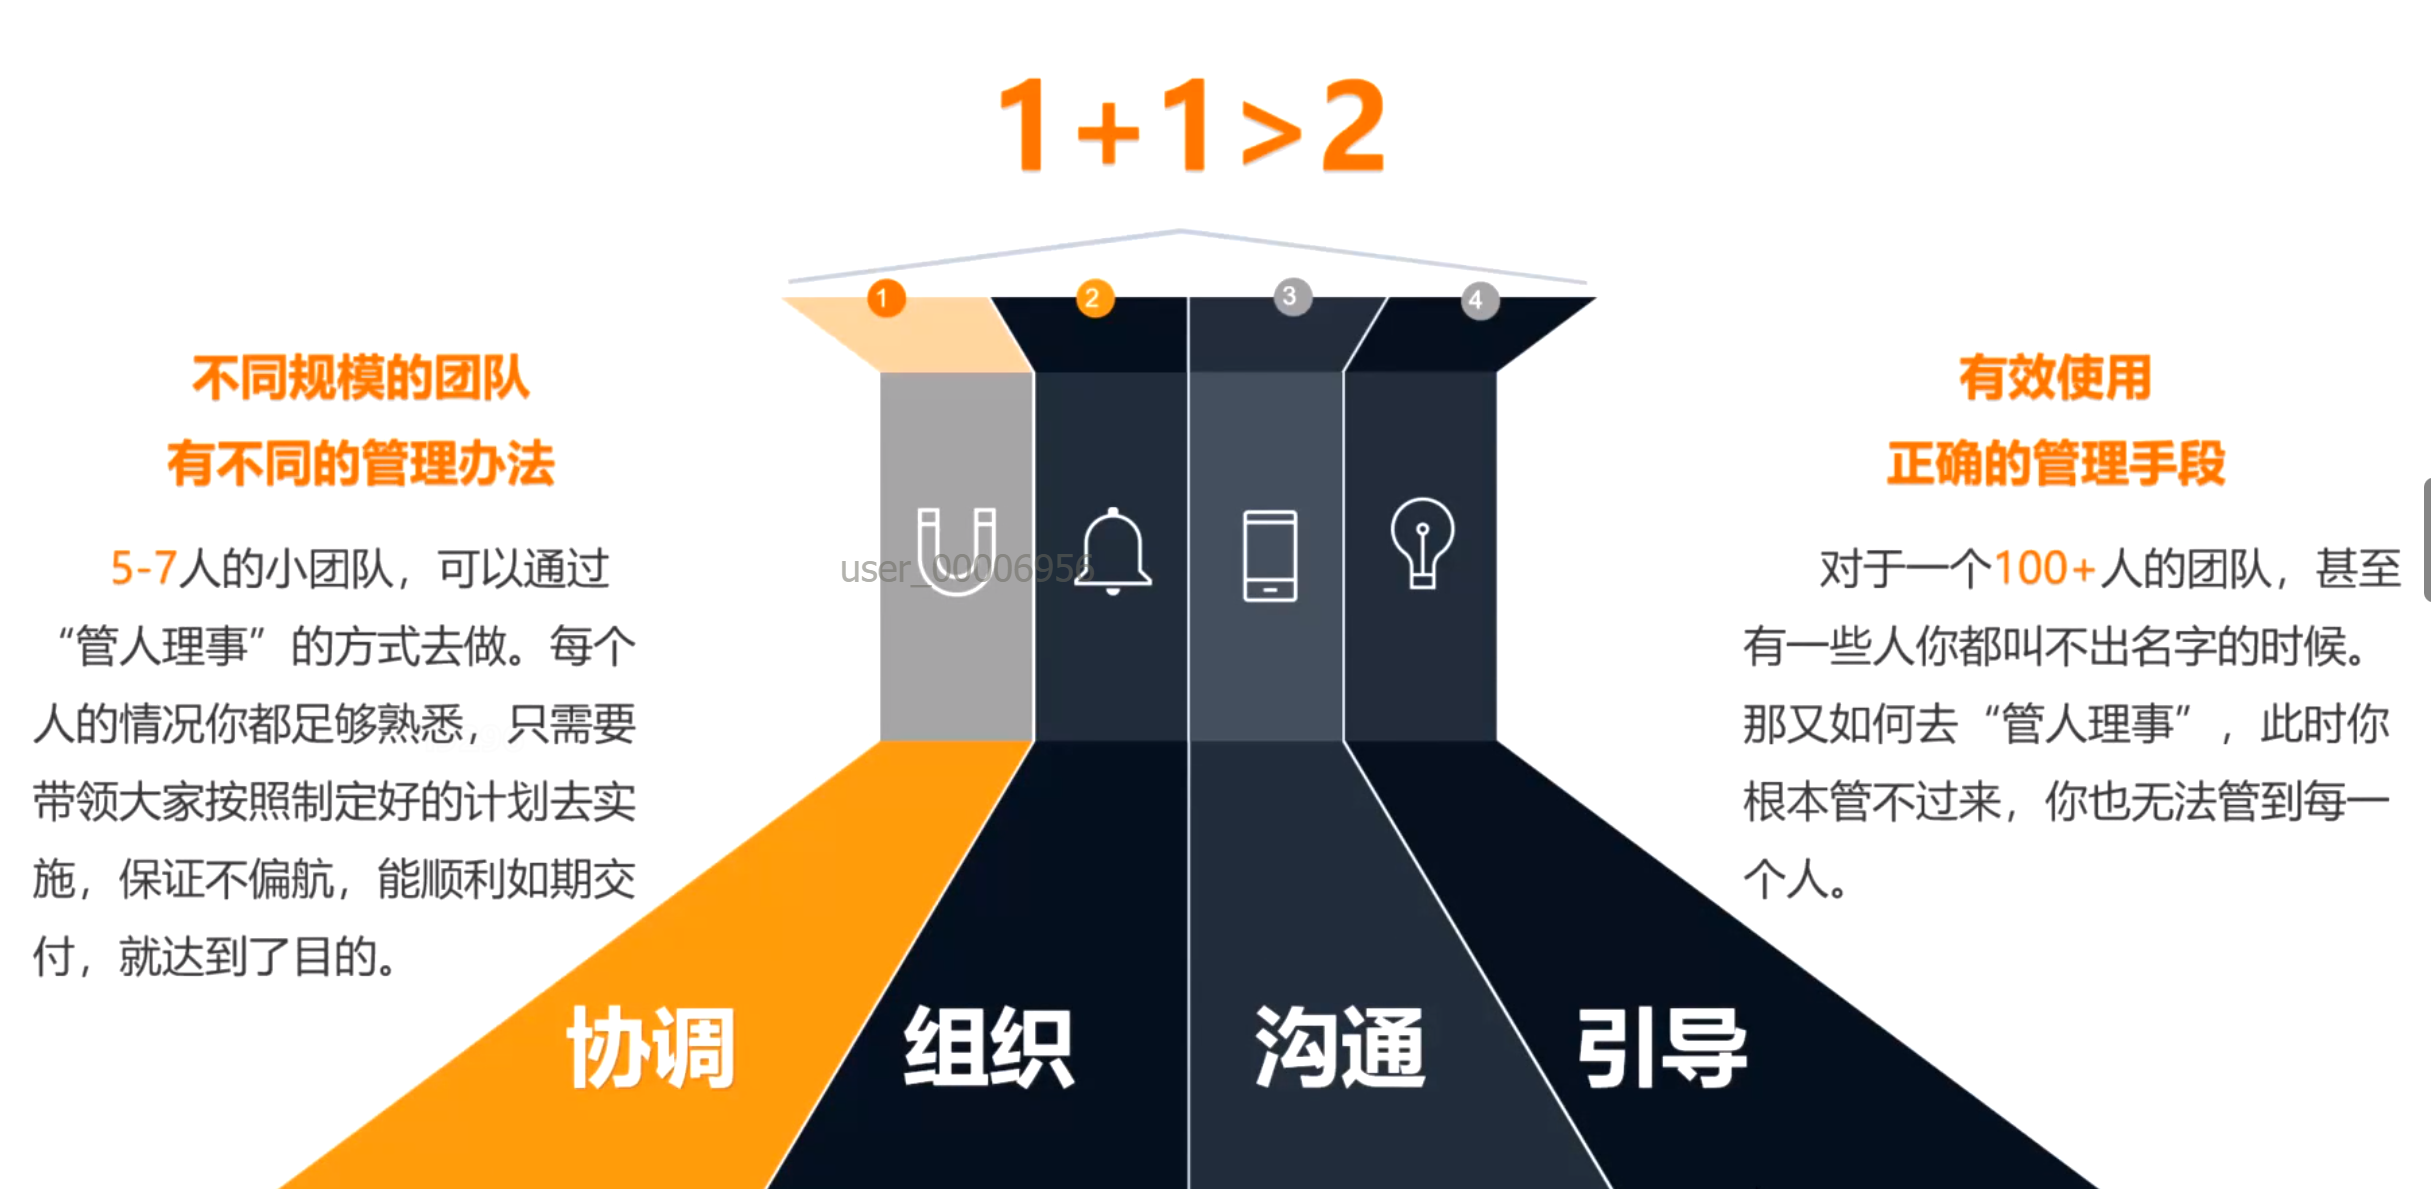 1+1>2
1
2
3
4
不同规模的团队
有不同的管理办法
5-7人的小团队，可以通过
“管人理事”的方式去做。每个
人的情况你都足够熟悉，只需要
带领大家按照制定好的计划去实
施，保证不偏航，能顺利如期交
付，就达到了目的。
user_00006956
有效使用
正确的管理手段
对于一个100+人的团队，甚至
有一些人你都叫不出名字的时候。
那又如何去“管人理事”，此时你
根本管不过来，你也无法管到每一
个人。
协调
组织
沟通
引导